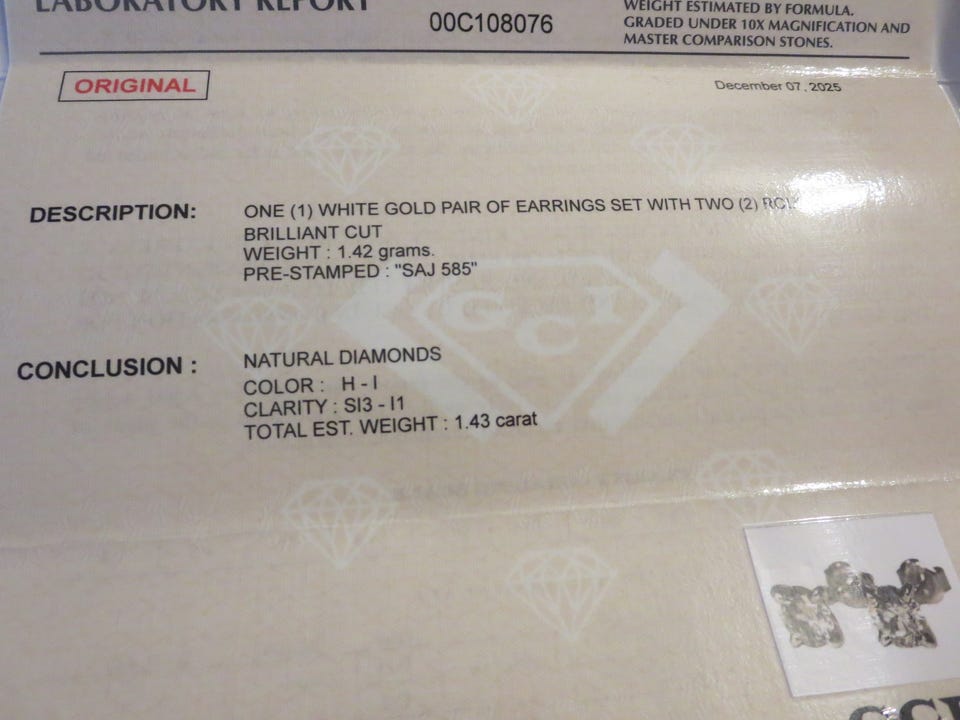 LABORATORY REPORT
00C108076
WEIGHT ESTIMATED BY FORMULA.
GRADED UNDER 10X MAGNIFICATION AND
MASTER COMPARISON STONES.
ORIGINAL
December 07, 2025
DESCRIPTION:
ONE (1) WHITE GOLD PAIR OF EARRINGS SET WITH TWO (2)
BRILLIANT CUT
WEIGHT : 1.42 grams.
PRE-STAMPED : "SAJ 585"
GCI
CONCLUSION :
NATURAL DIAMONDS
COLOR : H - I
CLARITY : SI3 - I1
TOTAL EST. WEIGHT : 1.43 carat